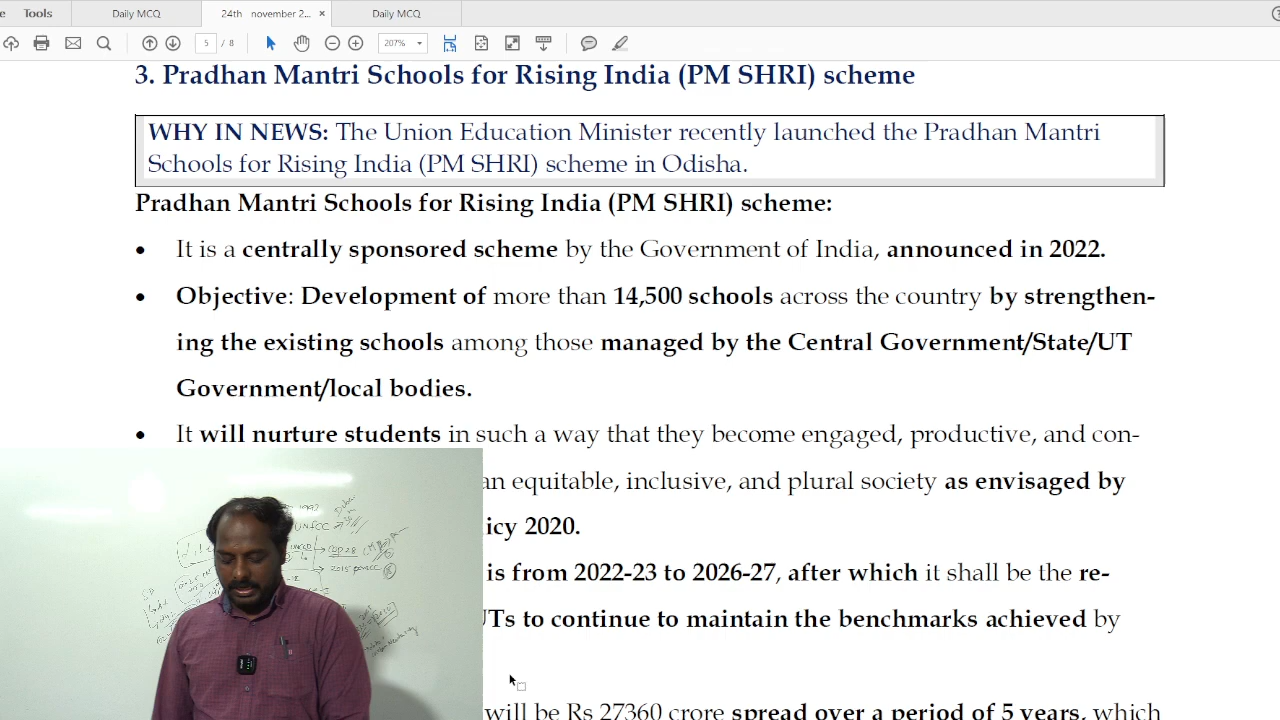 e Tools Daily MCQ 24th november 2... × Daily MCQ
5 / 8 207%
3. Pradhan Mantri Schools for Rising India (PM SHRI) scheme
WHY IN NEWS: The Union Education Minister recently launched the Pradhan Mantri
Schools for Rising India (PM SHRI) scheme in Odisha.
Pradhan Mantri Schools for Rising India (PM SHRI) scheme:
• It is a centrally sponsored scheme by the Government of India, announced in 2022.
• Objective: Development of more than 14,500 schools across the country by strengthen-
ing the existing schools among those managed by the Central Government/State/UT
Government/local bodies.
• It will nurture students in such a way that they become engaged, productive, and con-
an equitable, inclusive, and plural society as envisaged by
icy 2020.
is from 2022-23 to 2026-27, after which it shall be the re-
UTs to continue to maintain the benchmarks achieved by
will be Rs 27360 crore spread over a period of 5 years, which
1992
UNFCC
COP28
2015